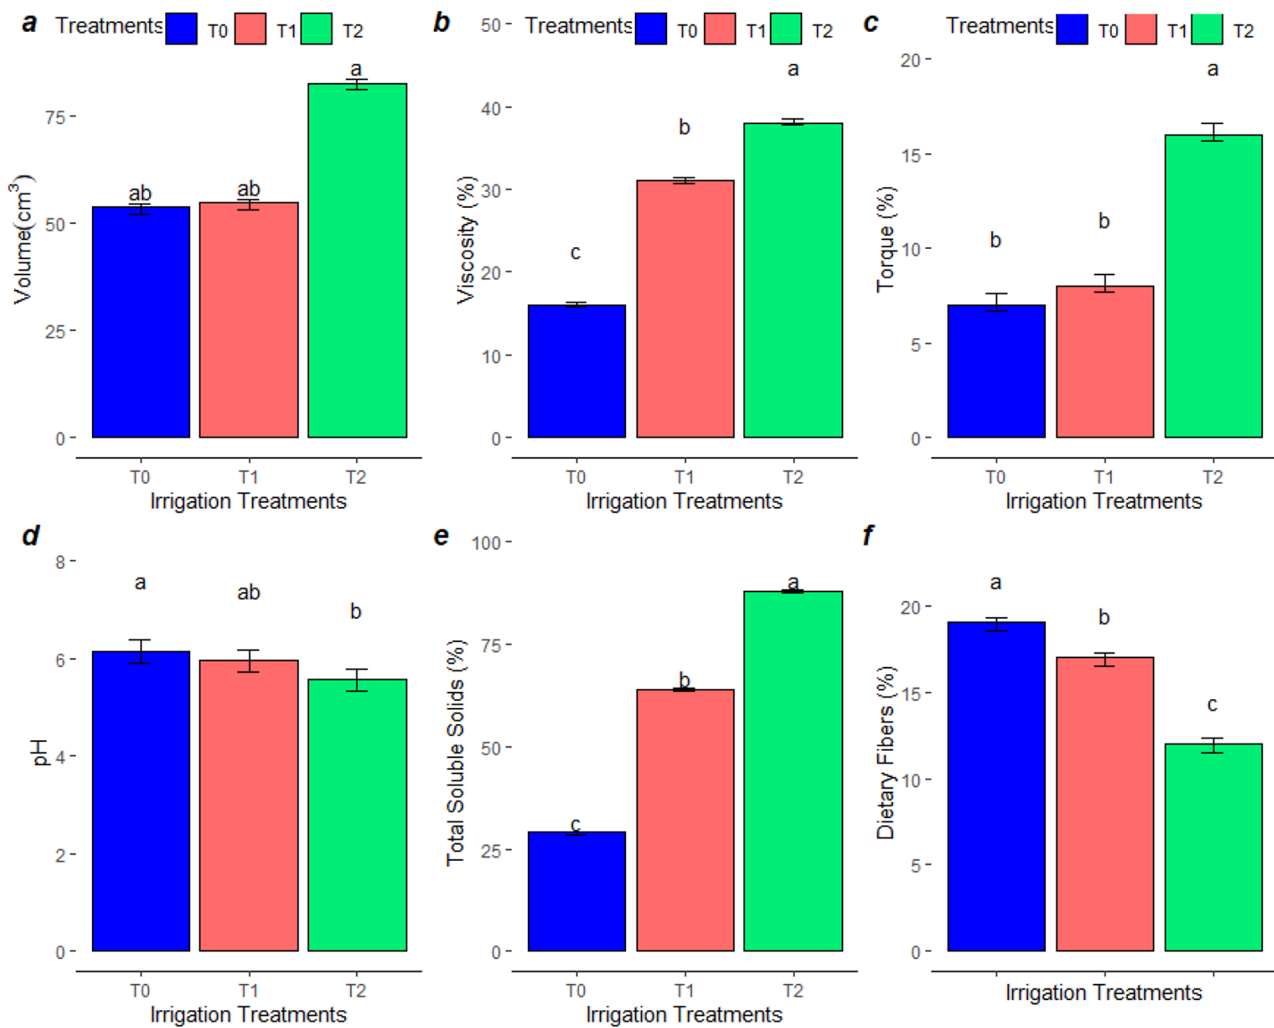 a Treatments T0 T1 T2
75
50
25
0
Volume(cm³)
a
ab ab
T0 T1 T2
Irrigation Treatments
b Treatments T0 T1 T2
50
40
30
20
10
0
Viscosity (%)
a
b
c
T0 T1 T2
Irrigation Treatments
c Treatments T0 T1 T2
20
15
10
5
0
Torque (%)
a
b b
T0 T1 T2
Irrigation Treatments
d
8
6
4
2
0
pH
a ab b
T0 T1 T2
Irrigation Treatments
e
100
75
50
25
0
Total Soluble Solids (%)
a
b
c
T0 T1 T2
Irrigation Treatments
f
20
15
10
5
0
Dietary Fibers (%)
a
b
c
Irrigation Treatments